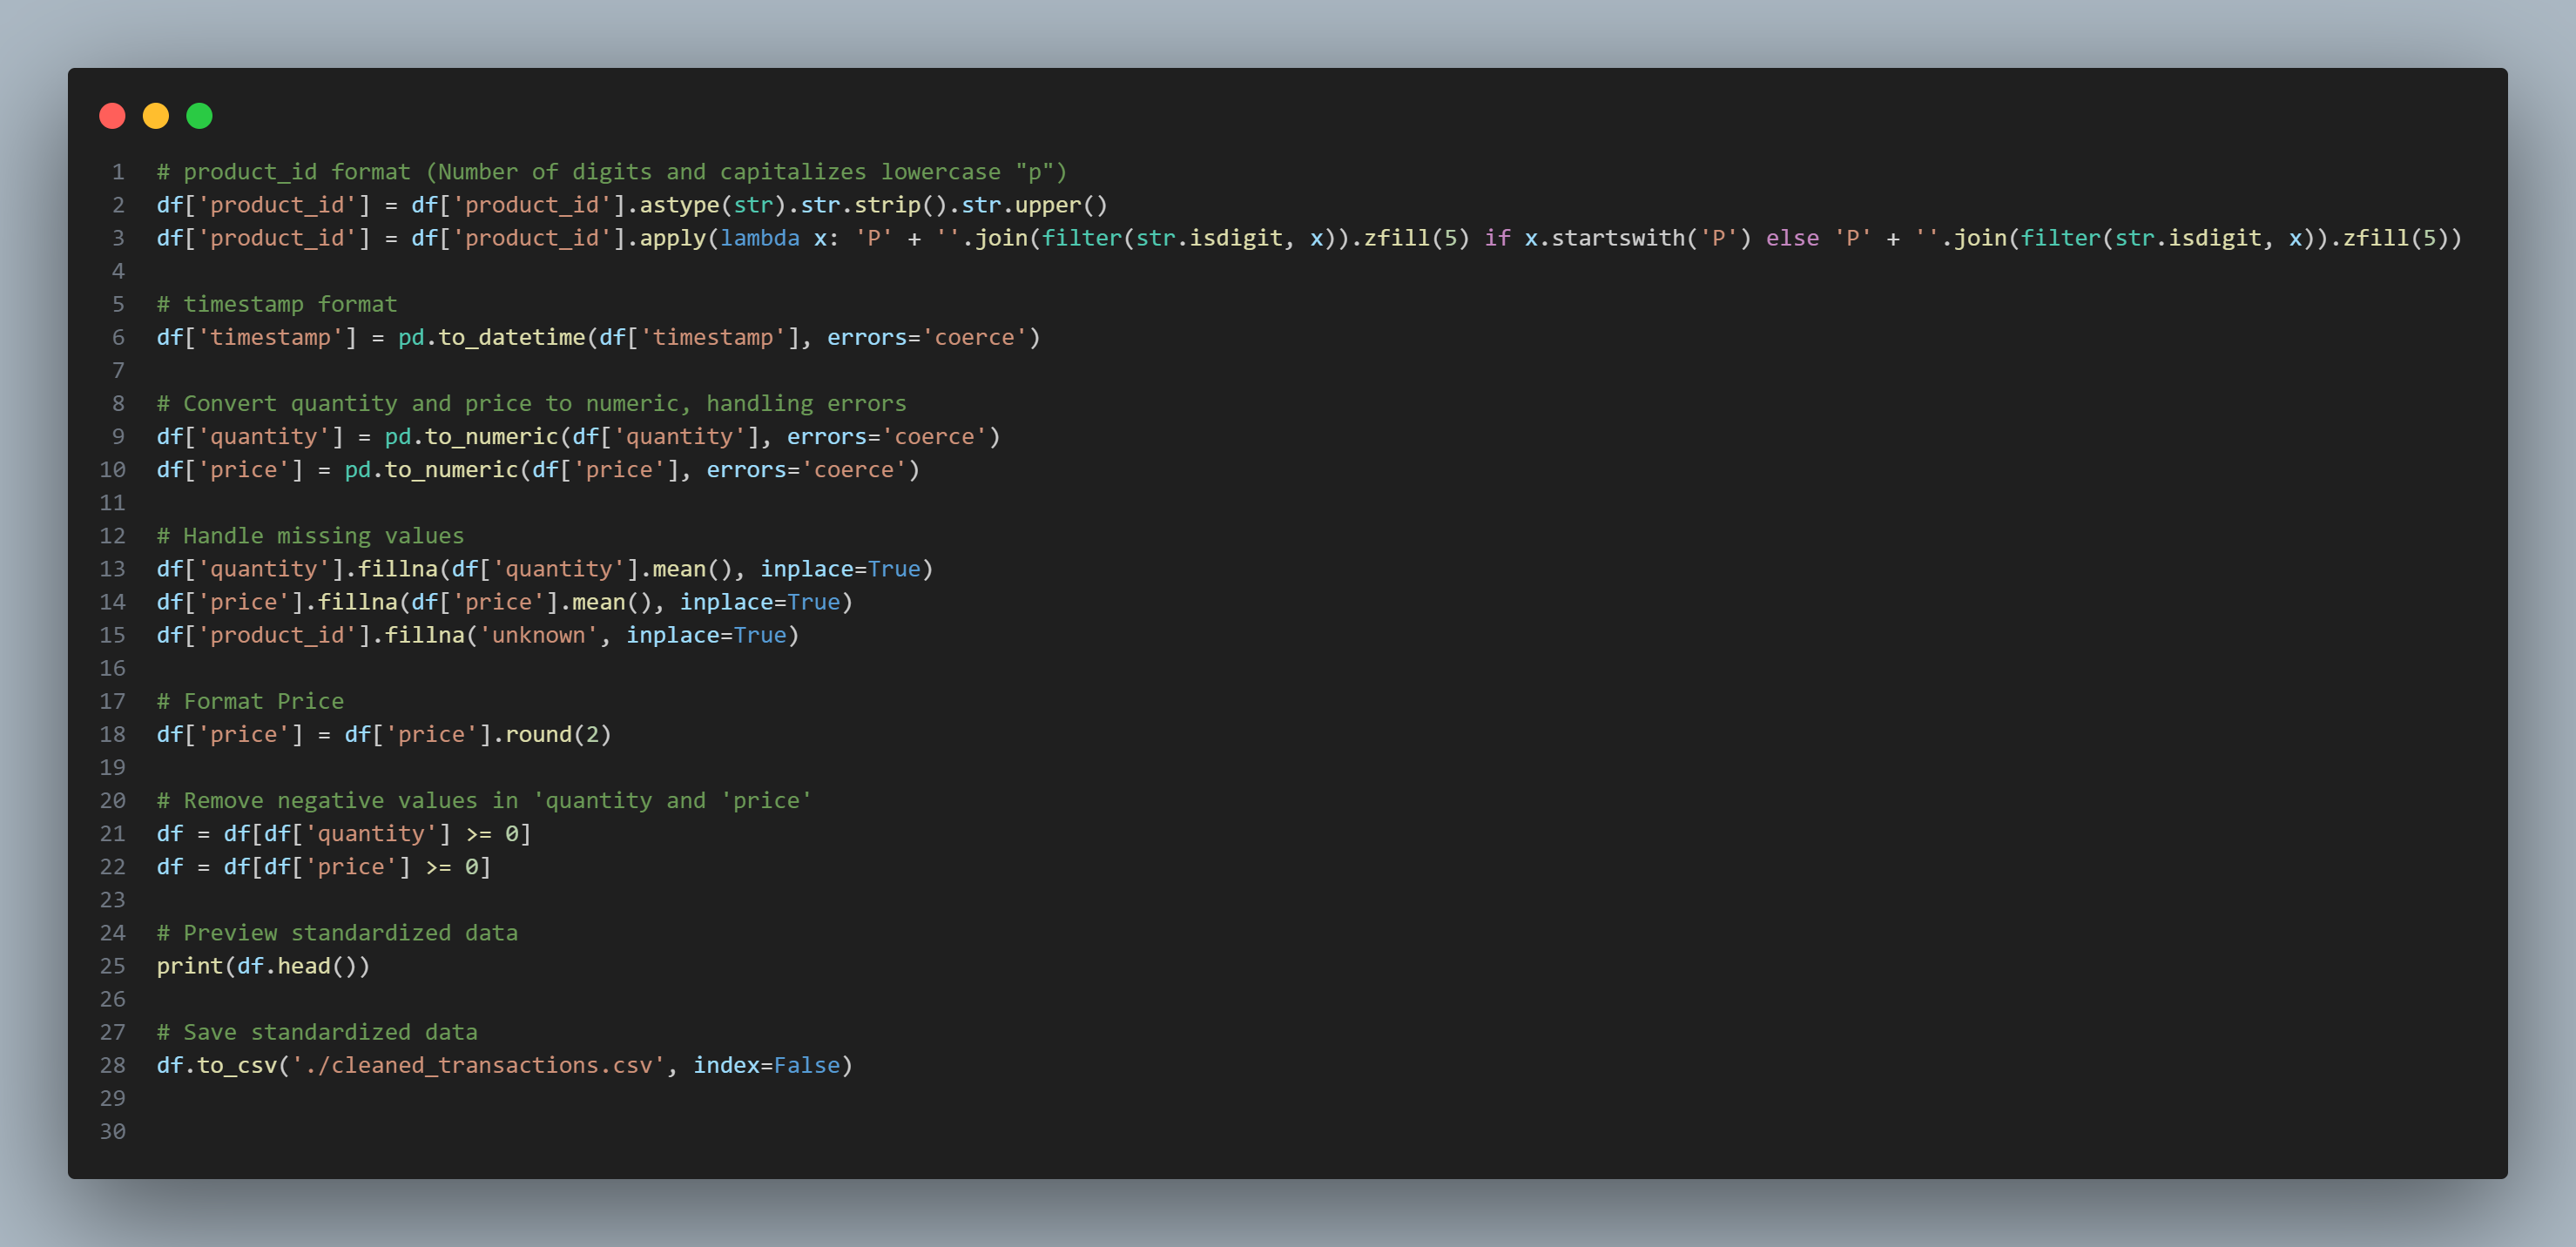 1 # product_id format (Number of digits and capitalizes lowercase "p")
2 df['product_id'] = df['product_id'].astype(str).str.strip().str.upper()
3 df['product_id'] = df['product_id'].apply(lambda x: 'P' + ''.join(filter(str.isdigit, x)).zfill(5) if x.startswith('P') else 'P' + ''.join(filter(str.isdigit, x)).zfill(5))
4
5 # timestamp format
6 df['timestamp'] = pd.to_datetime(df['timestamp'], errors='coerce')
7
8 # Convert quantity and price to numeric, handling errors
9 df['quantity'] = pd.to_numeric(df['quantity'], errors='coerce')
10 df['price'] = pd.to_numeric(df['price'], errors='coerce')
11
12 # Handle missing values
13 df['quantity'].fillna(df['quantity'].mean(), inplace=True)
14 df['price'].fillna(df['price'].mean(), inplace=True)
15 df['product_id'].fillna('unknown', inplace=True)
16
17 # Format Price
18 df['price'] = df['price'].round(2)
19
20 # Remove negative values in 'quantity and 'price'
21 df = df[df['quantity'] >= 0]
22 df = df[df['price'] >= 0]
23
24 # Preview standardized data
25 print(df.head())
26
27 # Save standardized data
28 df.to_csv('./cleaned_transactions.csv', index=False)
29
30